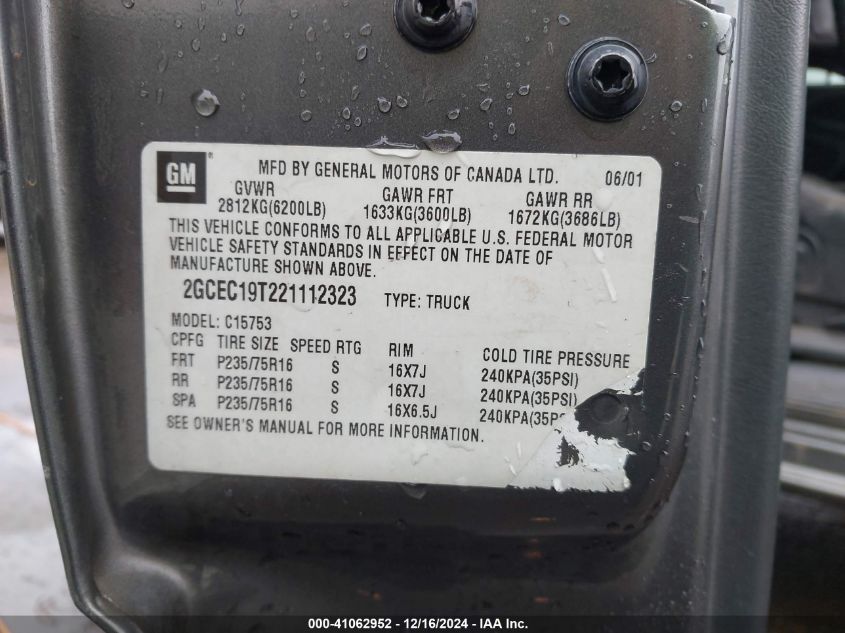 GM
MFD BY GENERAL MOTORS OF CANADA LTD. 06/01
GVWR GAWR FRT GAWR RR
2812KG(6200LB) 1633KG(3600LB) 1672KG(3686LB)
THIS VEHICLE CONFORMS TO ALL APPLICABLE U.S. FEDERAL MOTOR
VEHICLE SAFETY STANDARDS IN EFFECT ON THE DATE OF
MANUFACTURE SHOWN ABOVE.
2GCEC19T221112323 TYPE: TRUCK
MODEL: C15753
CPFG TIRE SIZE SPEED RTG RIM COLD TIRE PRESSURE
FRT P235/75R16 S 16X7J 240KPA(35PSI)
RR P235/75R16 S 16X7J 240KPA(35PSI)
SPA P235/75R16 S 16X6.5J 240KPA(35PS
SEE OWNER'S MANUAL FOR MORE INFORMATION.
000-41062952 - 12/16/2024 - IAA Inc.